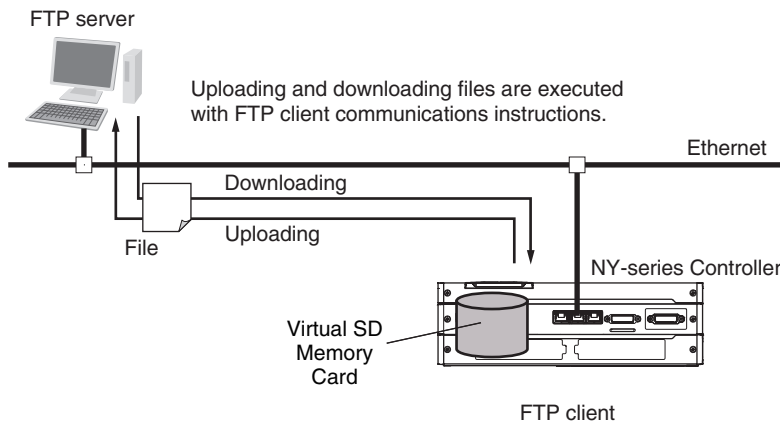 FTP server
Uploading and downloading files are executed
with FTP client communications instructions.
Ethernet
Downloading
File
Uploading
NY-series Controller
Virtual SD
Memory
Card
FTP client